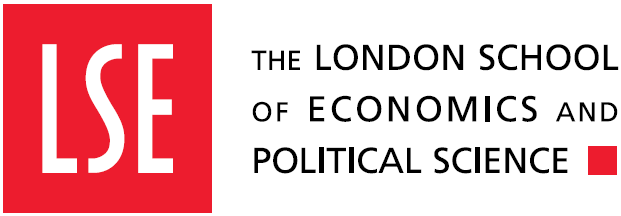 LSE
THE LONDON SCHOOL
OF ECONOMICS AND
POLITICAL SCIENCE